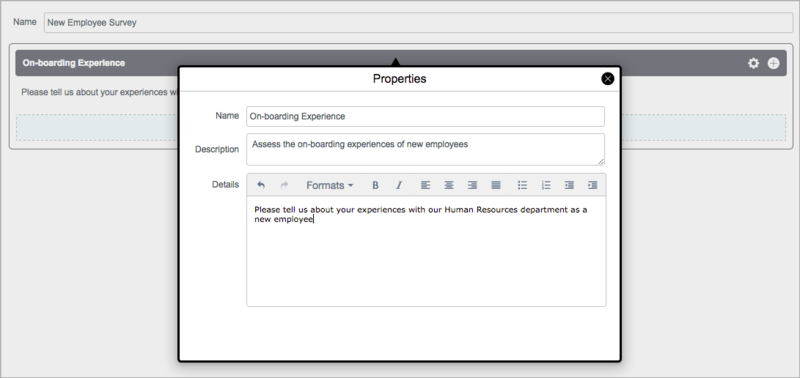 Name New Employee Survey
On-boarding Experience
Please tell us about your experiences wi
Properties
Name On-boarding Experience
Description Assess the on-boarding experiences of new employees
Details Formats B I
Please tell us about your experiences with our Human Resources department as a
new employee